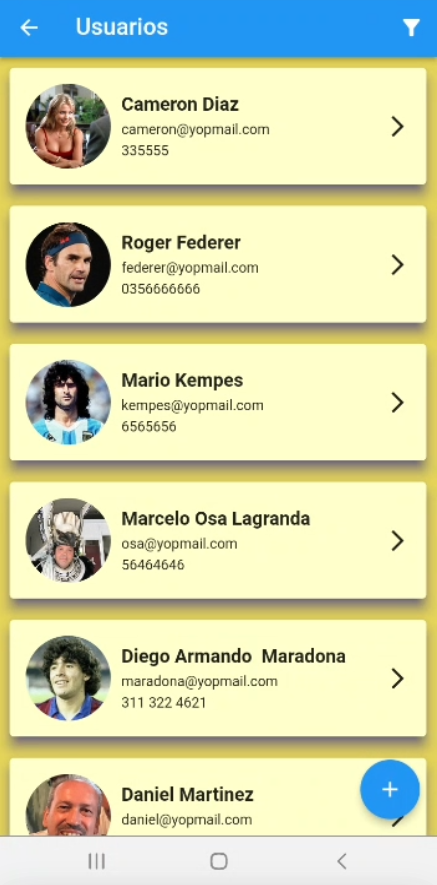 Usuarios
Cameron Diaz
cameron@yopmail.com
335555
Roger Federer
federer@yopmail.com
0356666666
Mario Kempes
kempes@yopmail.com
6565656
Marcelo Osa Lagranda
osa@yopmail.com
56464646
Diego Armando  Maradona
maradona@yopmail.com
311 322 4621
Daniel Martinez
daniel@yopmail.com